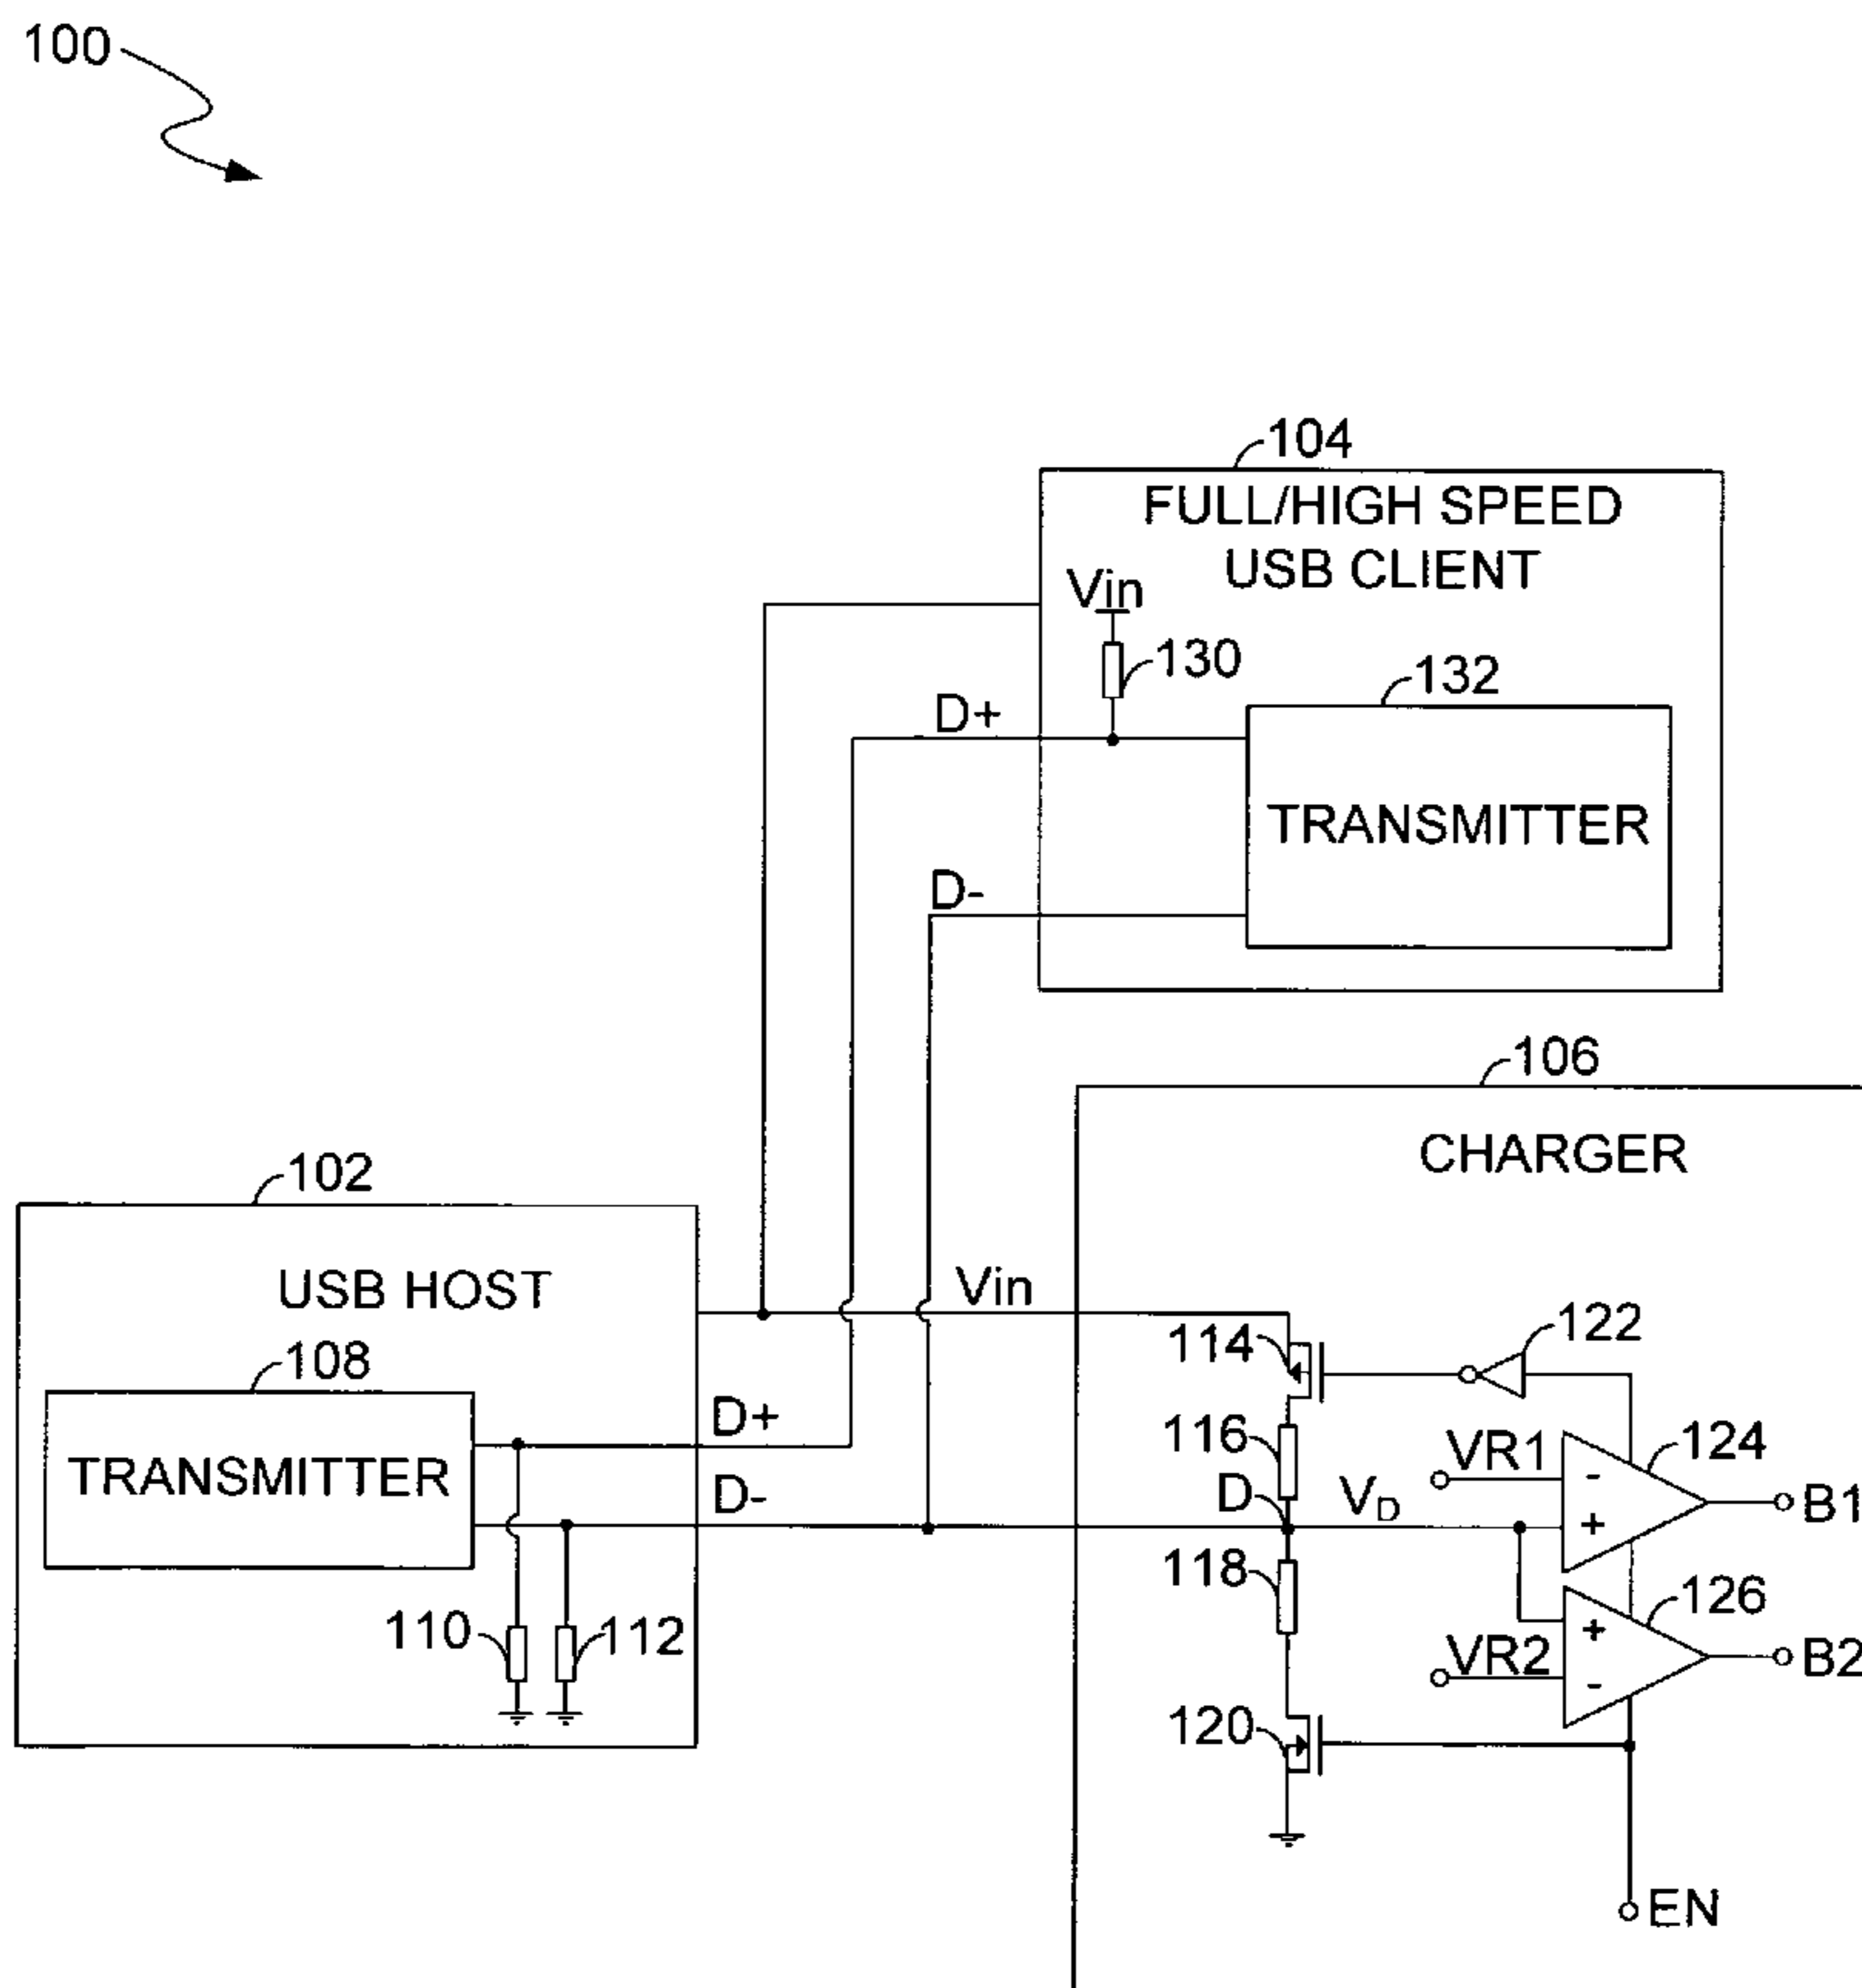 100
104
FULL/HIGH SPEED
USB CLIENT
Vin
130
132
D+
TRANSMITTER
D-
106
CHARGER
102
USB HOST
Vin
108
114
122
D+
116
VR1
124
TRANSMITTER
D-
D
VD
-
+
B1
118
126
110
112
+
VR2
-
B2
120
EN